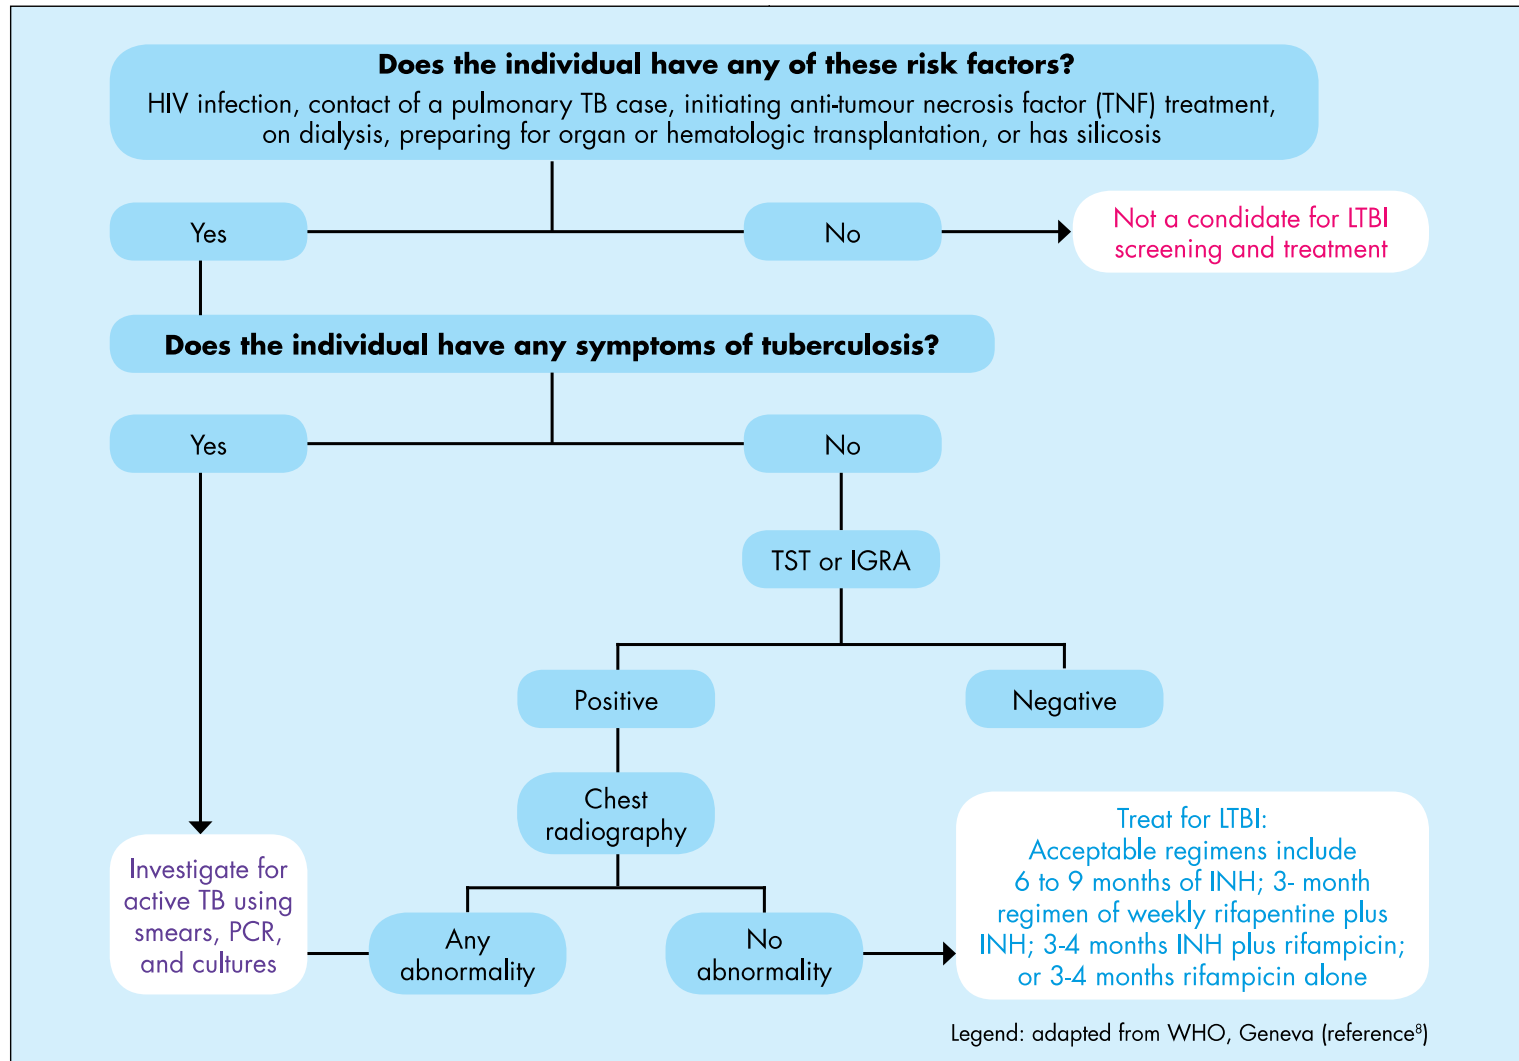 Does the individual have any of these risk factors?
HIV infection, contact of a pulmonary TB case, initiating anti-tumour necrosis factor (TNF) treatment,
on dialysis, preparing for organ or hematologic transplantation, or has silicosis
Yes
No
Not a candidate for LTBI
screening and treatment
Does the individual have any symptoms of tuberculosis?
Yes
No
TST or IGRA
Positive
Negative
Chest
radiography
Investigate for
active TB using
smears, PCR,
and cultures
Any
abnormality
No
abnormality
Treat for LTBI:
Acceptable regimens include
6 to 9 months of INH; 3- month
regimen of weekly rifapentine plus
INH; 3-4 months INH plus rifampicin;
or 3-4 months rifampicin alone
Legend: adapted from WHO, Geneva (reference⁸)